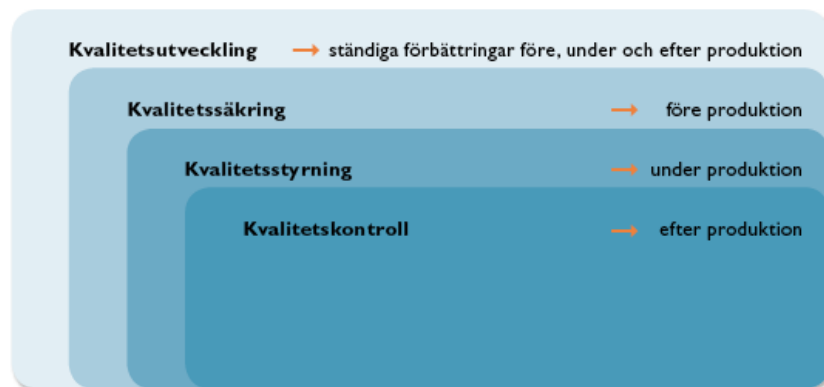 Kvalitetsutveckling → ständiga förbättringar före, under och efter produktion
Kvalitetssäkring → före produktion
Kvalitetsstyrning → under produktion
Kvalitetskontroll → efter produktion